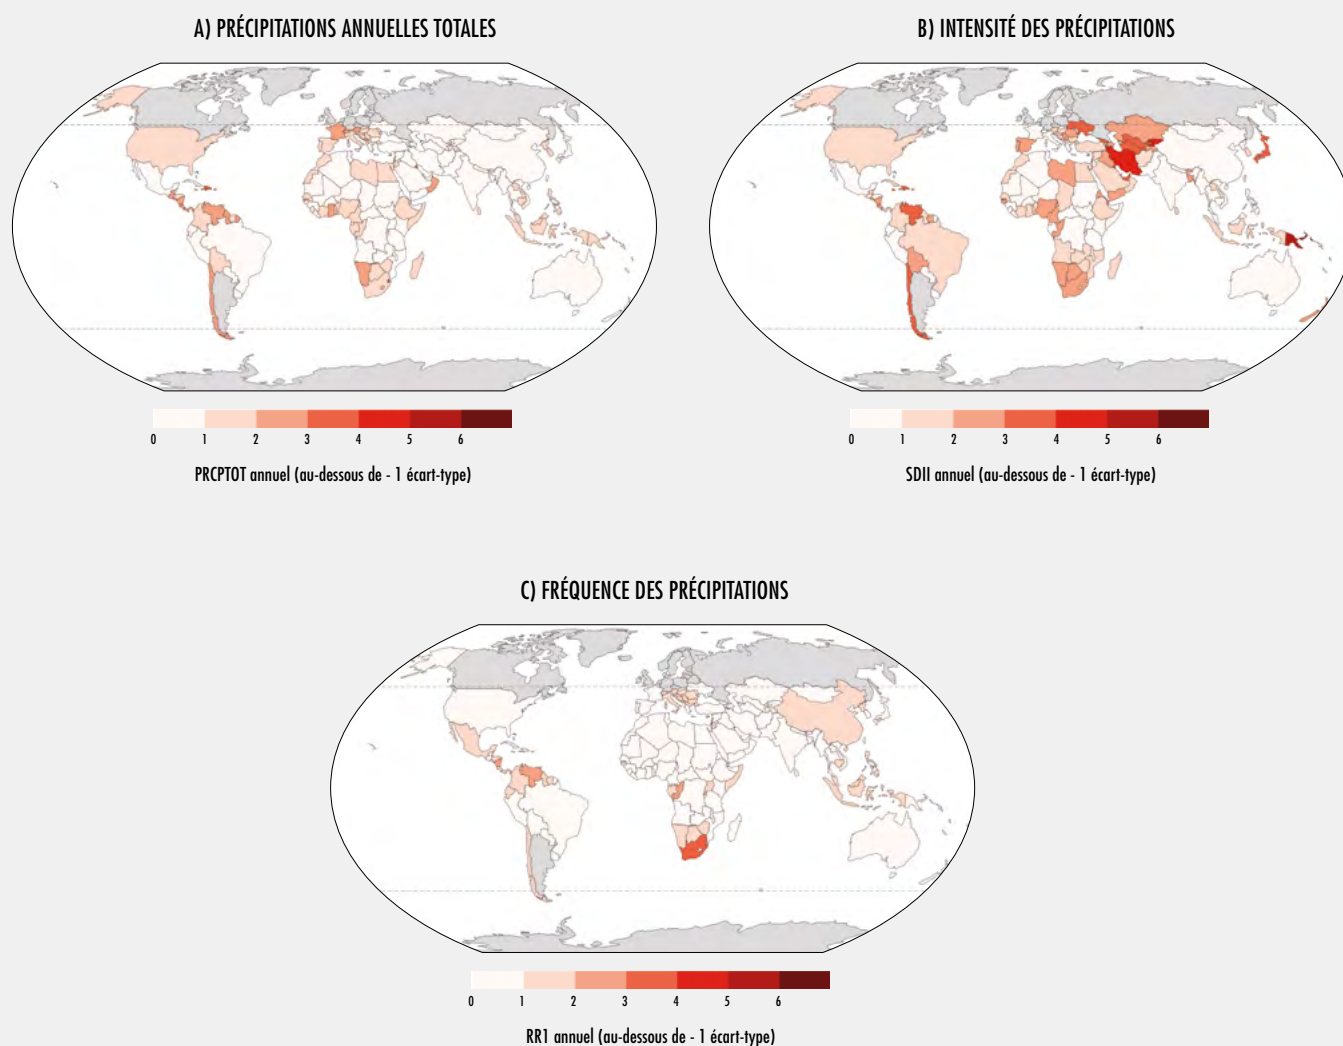 A) PRÉCIPITATIONS ANNUELLES TOTALES
B) INTENSITÉ DES PRÉCIPITATIONS
0 1 2 3 4 5 6
0 1 2 3 4 5 6
PRCPTOT annuel (au-dessous de - 1 écart-type)
SDII annuel (au-dessous de - 1 écart-type)
C) FRÉQUENCE DES PRÉCIPITATIONS
0 1 2 3 4 5 6
RR1 annuel (au-dessous de - 1 écart-type)